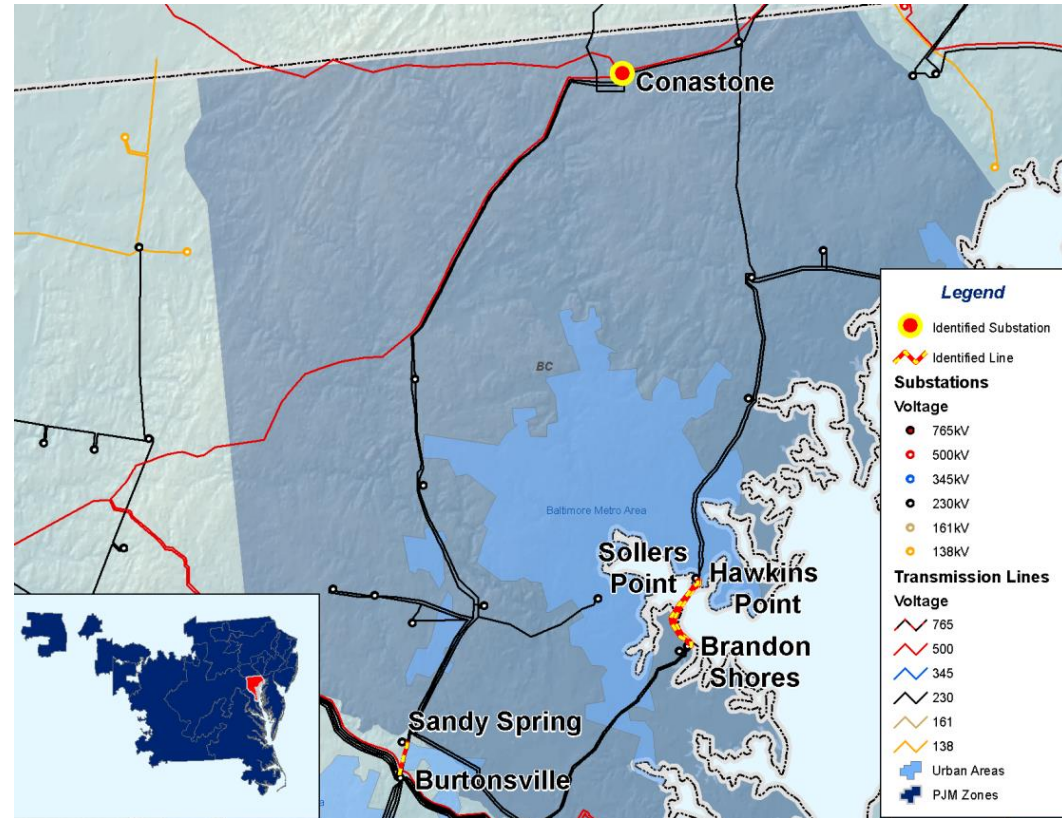 Conastone
BC
Baltimore Metro Area
Sollers
Point
Hawkins
Point
Brandon
Shores
Sandy Spring
Burtonsville
Legend
Identified Substation
Identified Line
Substations
Voltage
765kV
500kV
345kV
230kV
161kV
138kV
Transmission Lines
Voltage
765
500
345
230
161
138
Urban Areas
PJM Zones